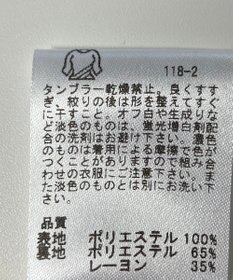 118-2
タンブラー乾燥禁止。良くすす
ぎ、絞りの後は形を整えてすぐ
に干すこと。オフ白や生成りな
ど淡色のものは、蛍光増白剤配
合の洗剤はお避け下さい。濃色
のものは着用による摩擦で色が
つくことがありますので組み合
わせの衣服にご注意下さい。ま
た淡色のものとは別にお洗い下
さい。
品質
表地 ポリエステル 100%
裏地 ポリエステル 65%
レーヨン 35%